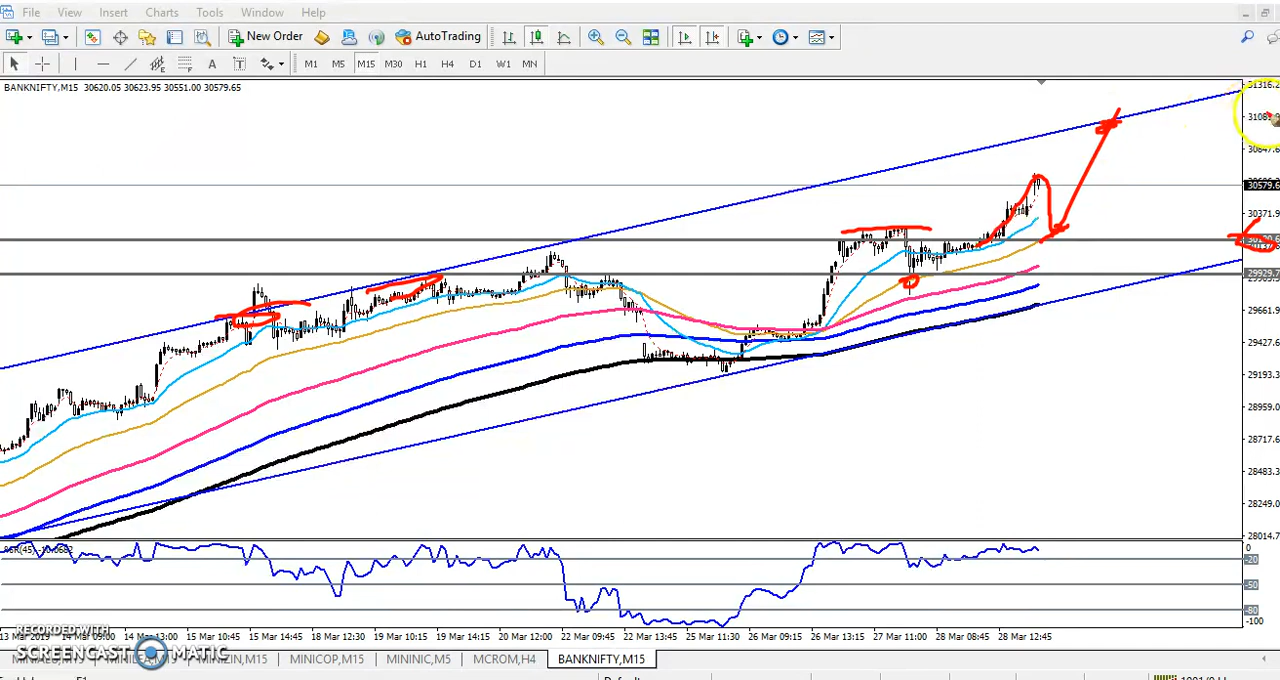 File View Insert Charts Tools Window Help
New Order AutoTrading
A T M1 M5 M15 M30 H1 H4 D1 W1 MN
BANKNIFTY,M15 30620.05 30623.95 30551.00 30579.65
31316.2
30847.6
30579.6
30371.9
29929.7
29661.9
29427.6
29193.3
28959.0
28717.6
28483.3
28249.0
28014.7
0
-20
-50
-80
-100
13 Mar 2019 14 Mar 09:00 14 Mar 13:00 15 Mar 10:45 15 Mar 14:45 18 Mar 12:30 19 Mar 10:15 19 Mar 14:15 20 Mar 12:00 22 Mar 09:45 22 Mar 13:45 25 Mar 11:30 26 Mar 09:15 26 Mar 13:15 27 Mar 11:00 28 Mar 08:45 28 Mar 12:45
RECORDED WITH
SCREENCAST MATIC
MINICOP,M15 MININIC,M5 MCROM,H4 BANKNIFTY,M15